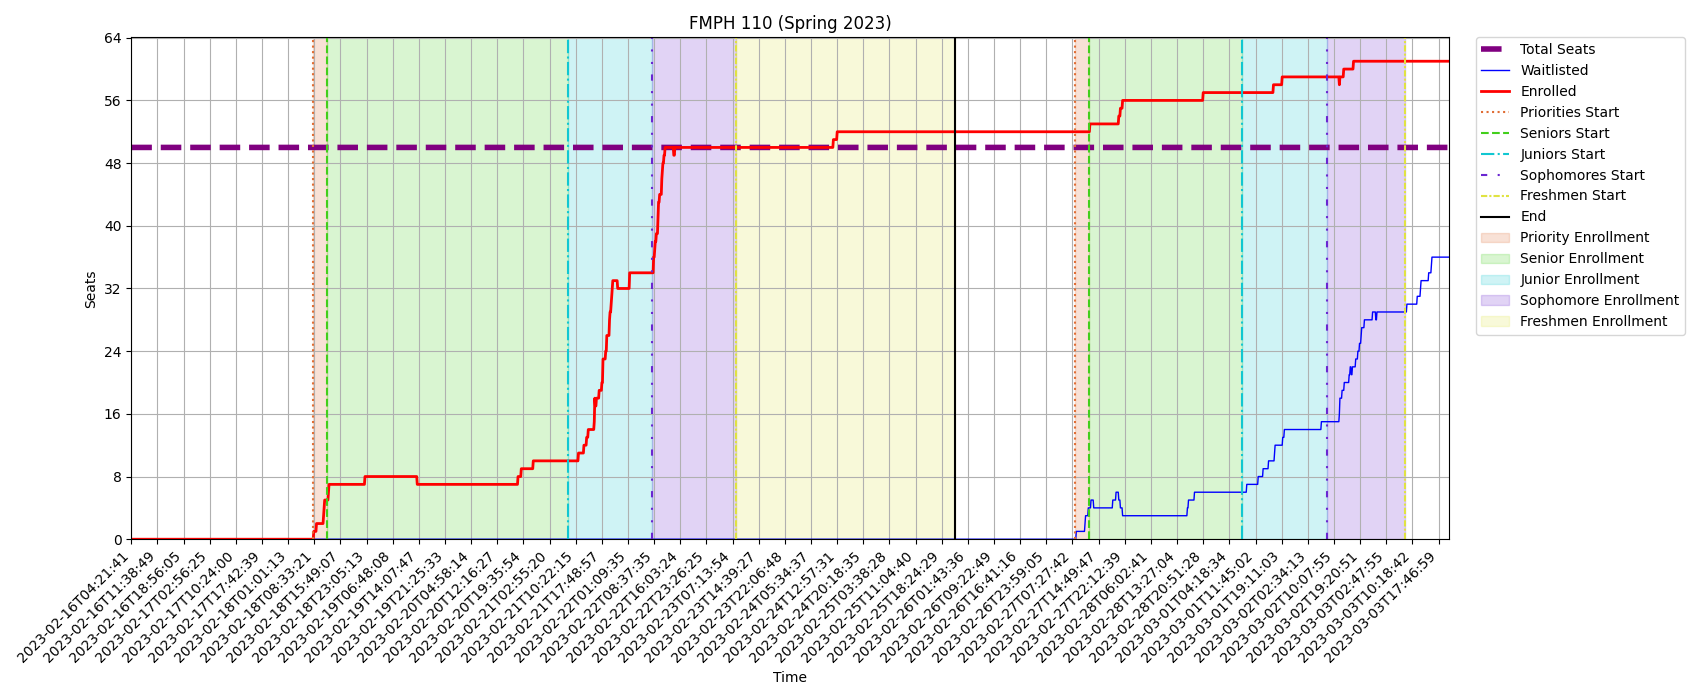 FMPH 110 (Spring 2023)
64
56
48
40
32
24
16
8
0
Seats
2023-02-16T04:21:41
2023-02-16T11:38:49
2023-02-16T18:56:05
2023-02-17T02:56:25
2023-02-17T10:24:00
2023-02-17T17:42:39
2023-02-18T01:01:13
2023-02-18T08:33:21
2023-02-18T15:49:07
2023-02-18T23:05:13
2023-02-19T06:48:08
2023-02-19T14:07:47
2023-02-19T21:25:33
2023-02-20T04:58:14
2023-02-20T12:16:27
2023-02-20T19:35:54
2023-02-21T02:55:20
2023-02-21T10:22:15
2023-02-21T17:48:57
2023-02-22T01:09:35
2023-02-22T08:37:35
2023-02-22T16:03:24
2023-02-22T23:26:25
2023-02-23T07:13:54
2023-02-23T14:39:27
2023-02-23T22:06:48
2023-02-24T05:34:37
2023-02-24T12:57:31
2023-02-24T20:18:35
2023-02-25T03:38:28
2023-02-25T11:04:40
2023-02-25T18:24:29
2023-02-26T01:43:36
2023-02-26T09:22:49
2023-02-26T16:41:16
2023-02-26T23:59:05
2023-02-27T07:27:42
2023-02-27T14:49:47
2023-02-27T22:12:39
2023-02-28T06:02:41
2023-02-28T13:27:04
2023-02-28T20:51:28
2023-03-01T04:18:34
2023-03-01T11:45:02
2023-03-01T19:11:03
2023-03-02T02:34:13
2023-03-02T10:07:55
2023-03-02T19:20:51
2023-03-03T02:47:55
2023-03-03T10:18:42
2023-03-03T17:46:59
Time
Total Seats
Waitlisted
Enrolled
Priorities Start
Seniors Start
Juniors Start
Sophomores Start
Freshmen Start
End
Priority Enrollment
Senior Enrollment
Junior Enrollment
Sophomore Enrollment
Freshmen Enrollment